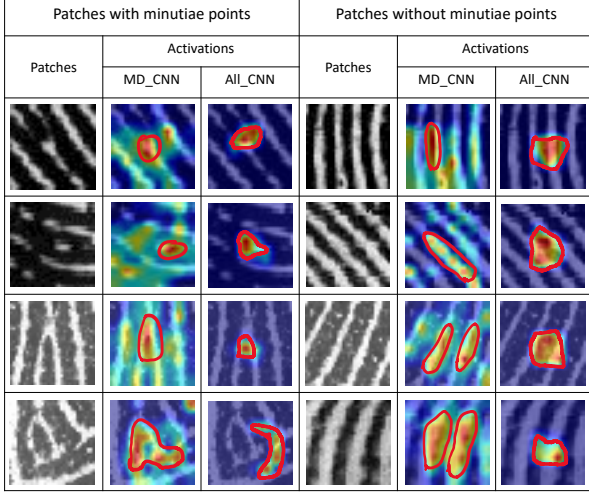 Patches with minutiae points Patches without minutiae points
Patches Activations Patches Activations
MD_CNN All_CNN MD_CNN All_CNN